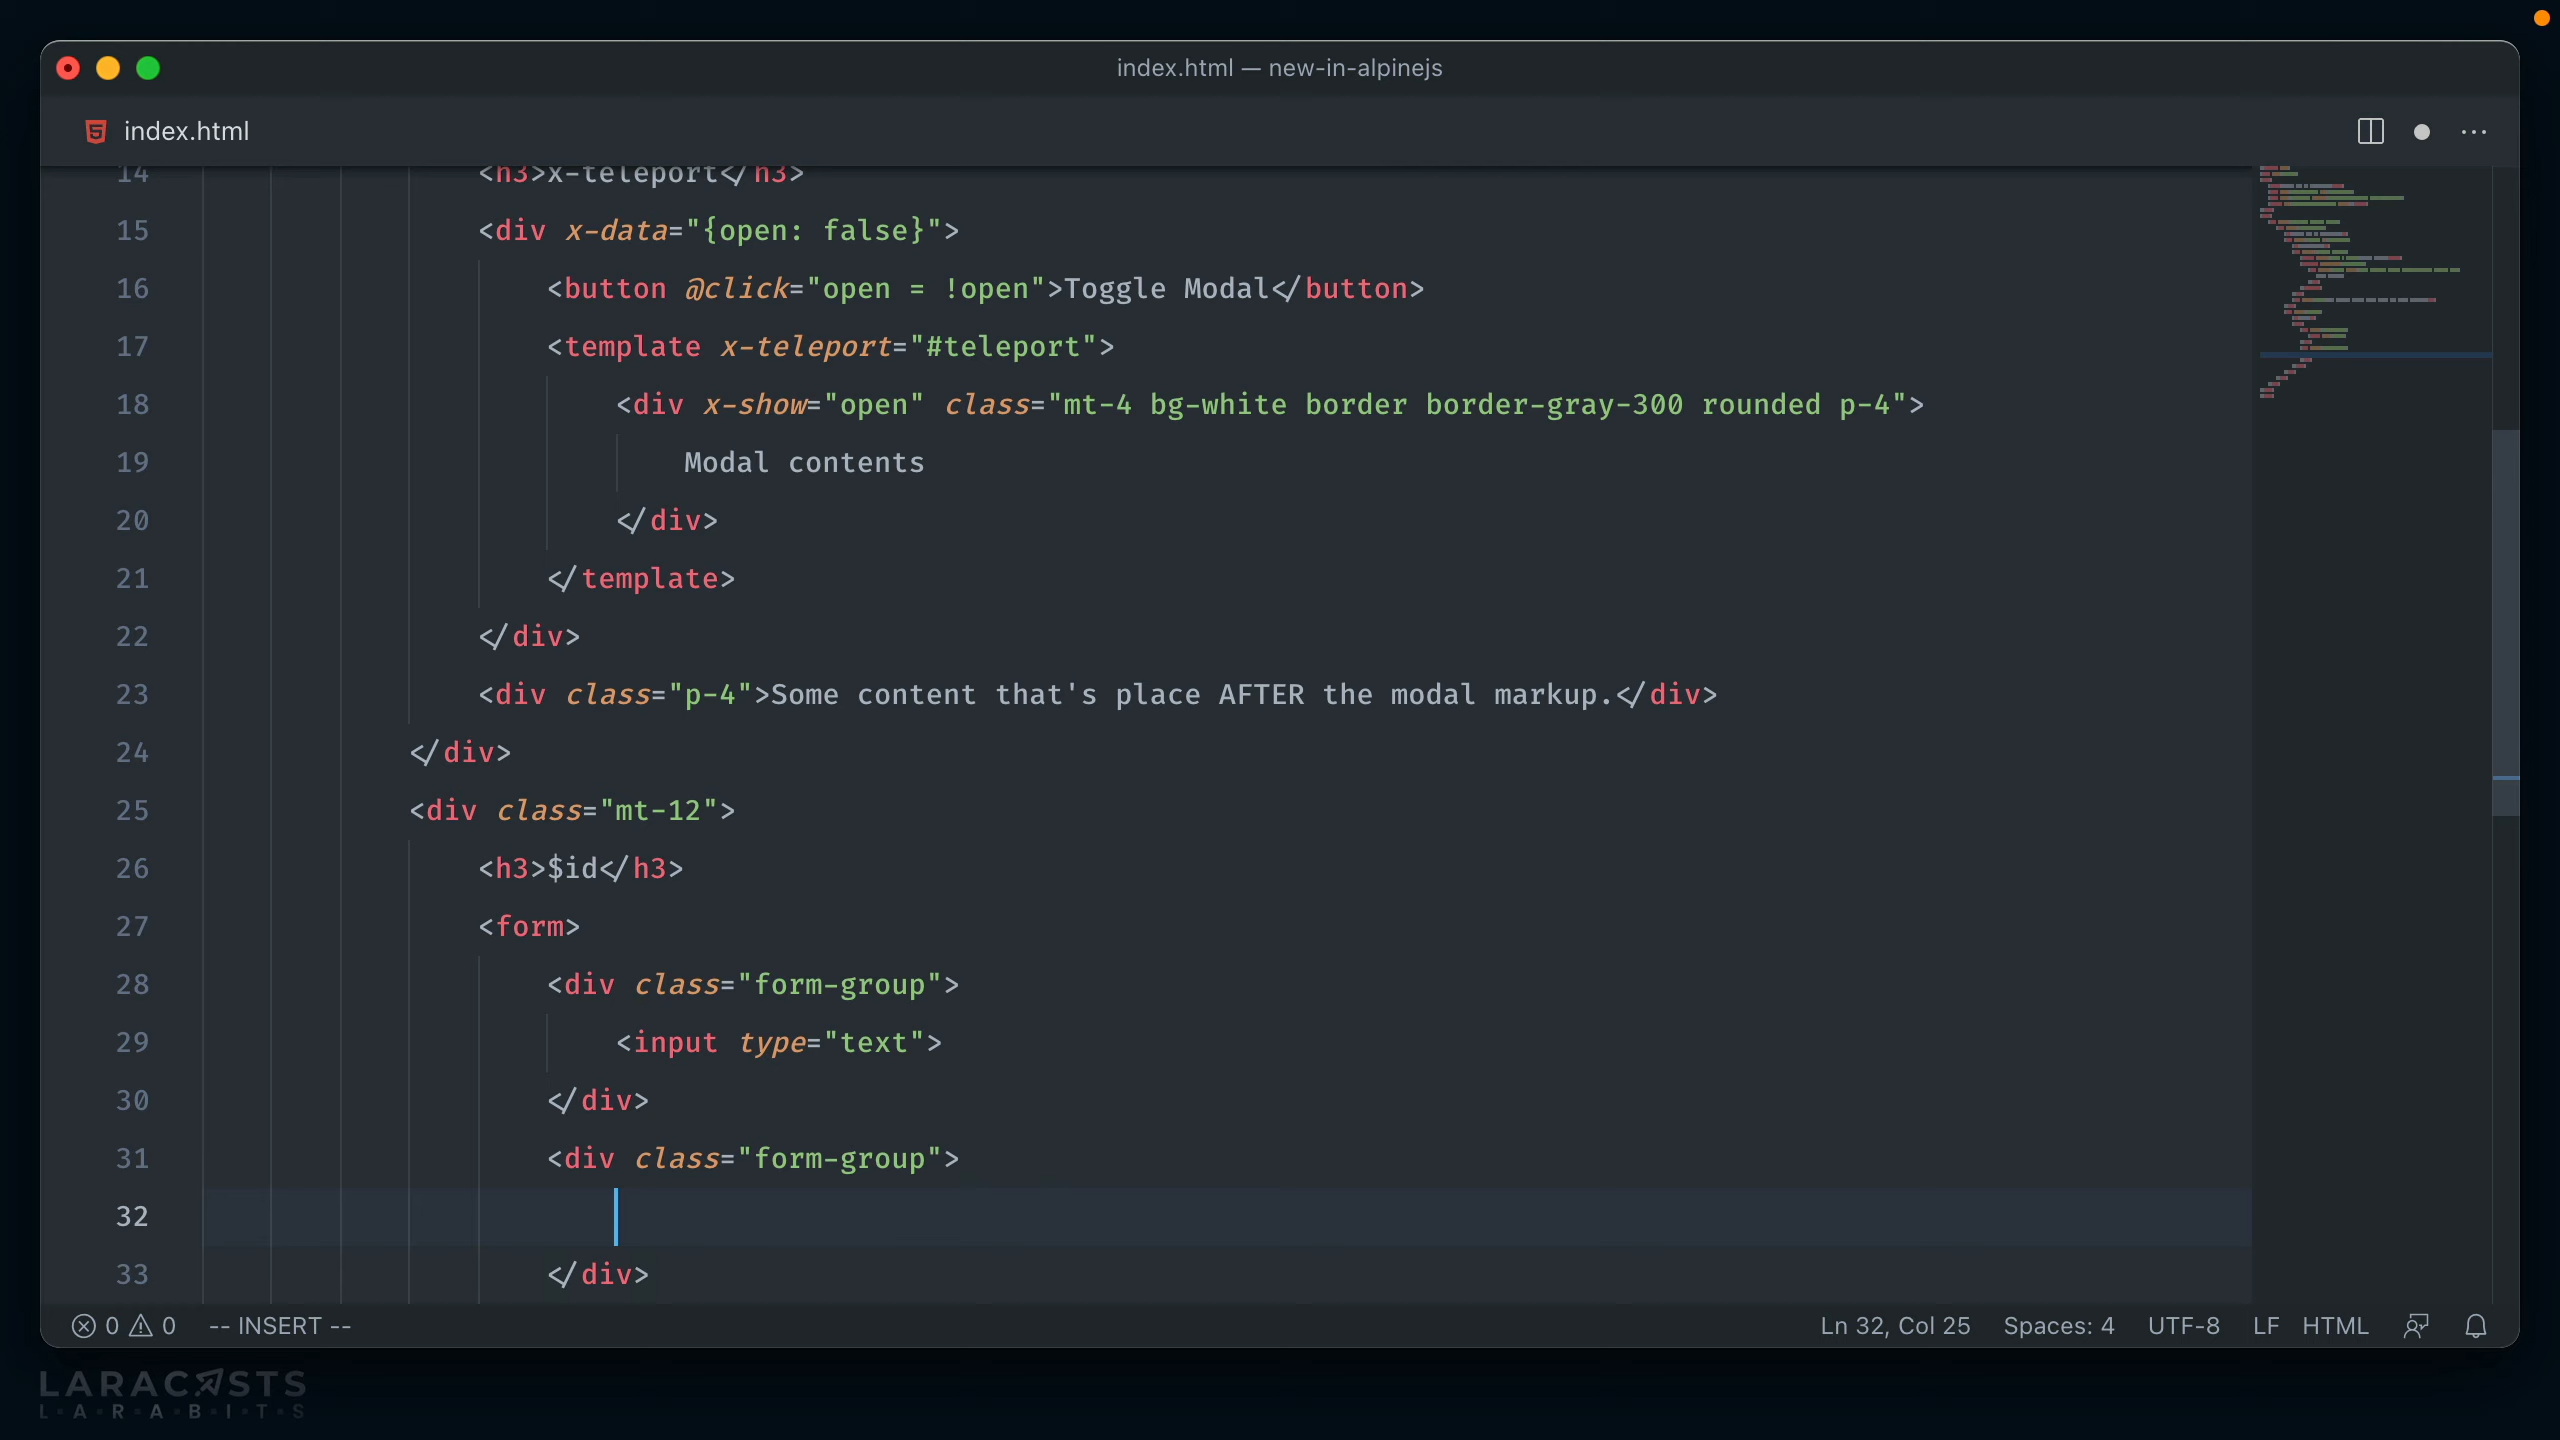 index.html — new-in-alpinejs
index.html
14 <h3>x-teleport</h3>
15 <div x-data="{open: false}">
16 <button @click="open = !open">Toggle Modal</button>
17 <template x-teleport="#teleport">
18 <div x-show="open" class="mt-4 bg-white border border-gray-300 rounded p-4">
19 Modal contents
20 </div>
21 </template>
22 </div>
23 <div class="p-4">Some content that's place AFTER the modal markup.</div>
24 </div>
25 <div class="mt-12">
26 <h3>$id</h3>
27 <form>
28 <div class="form-group">
29 <input type="text">
30 </div>
31 <div class="form-group">
32
33 </div>
0 0 -- INSERT -- Ln 32, Col 25 Spaces: 4 UTF-8 LF HTML
LARACASTS
L·A·R·A·B·I·T·S